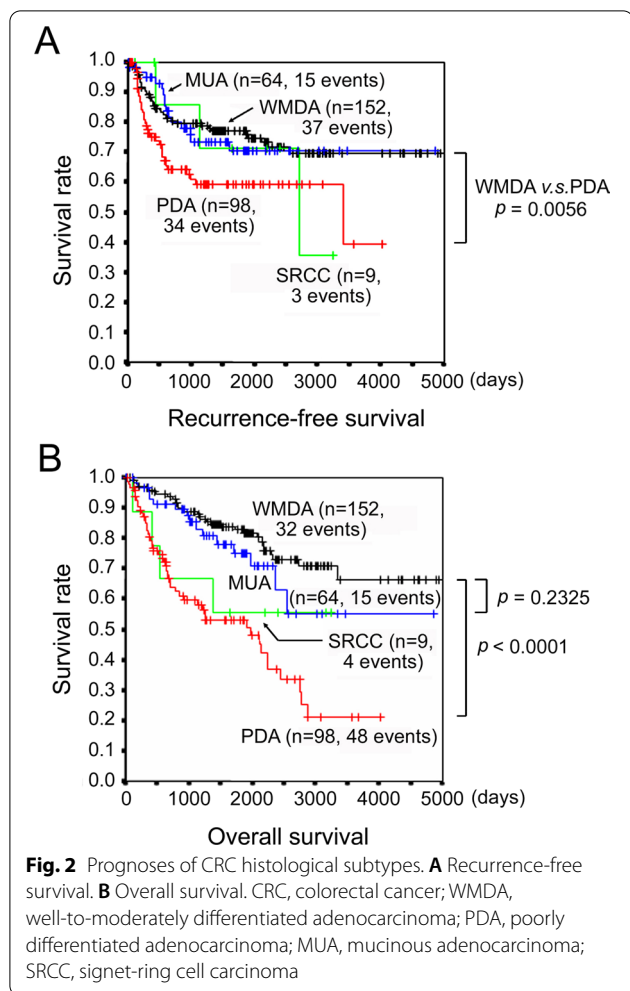 A
1.0
0.9
0.8
0.7
0.6
0.5
0.4
0.3
0.2
0.1
0.0
Survival rate
MUA (n=64, 15 events)
WMDA (n=152,
37 events)
PDA (n=98,
34 events)
SRCC (n=9,
3 events)
WMDA v.s.PDA
p = 0.0056
0 1000 2000 3000 4000 5000 (days)
Recurrence-free survival
B
1.0
0.9
0.8
0.7
0.6
0.5
0.4
0.3
0.2
0.1
0.0
Survival rate
WMDA (n=152,
32 events)
MUA
(n=64, 15 events)
SRCC (n=9,
4 events)
PDA (n=98, 48 events)
p = 0.2325
p < 0.0001
0 1000 2000 3000 4000 5000 (days)
Overall survival
Fig. 2 Prognoses of CRC histological subtypes. A Recurrence-free
survival. B Overall survival. CRC, colorectal cancer; WMDA,
well-to-moderately differentiated adenocarcinoma; PDA, poorly
differentiated adenocarcinoma; MUA, mucinous adenocarcinoma;
SRCC, signet-ring cell carcinoma